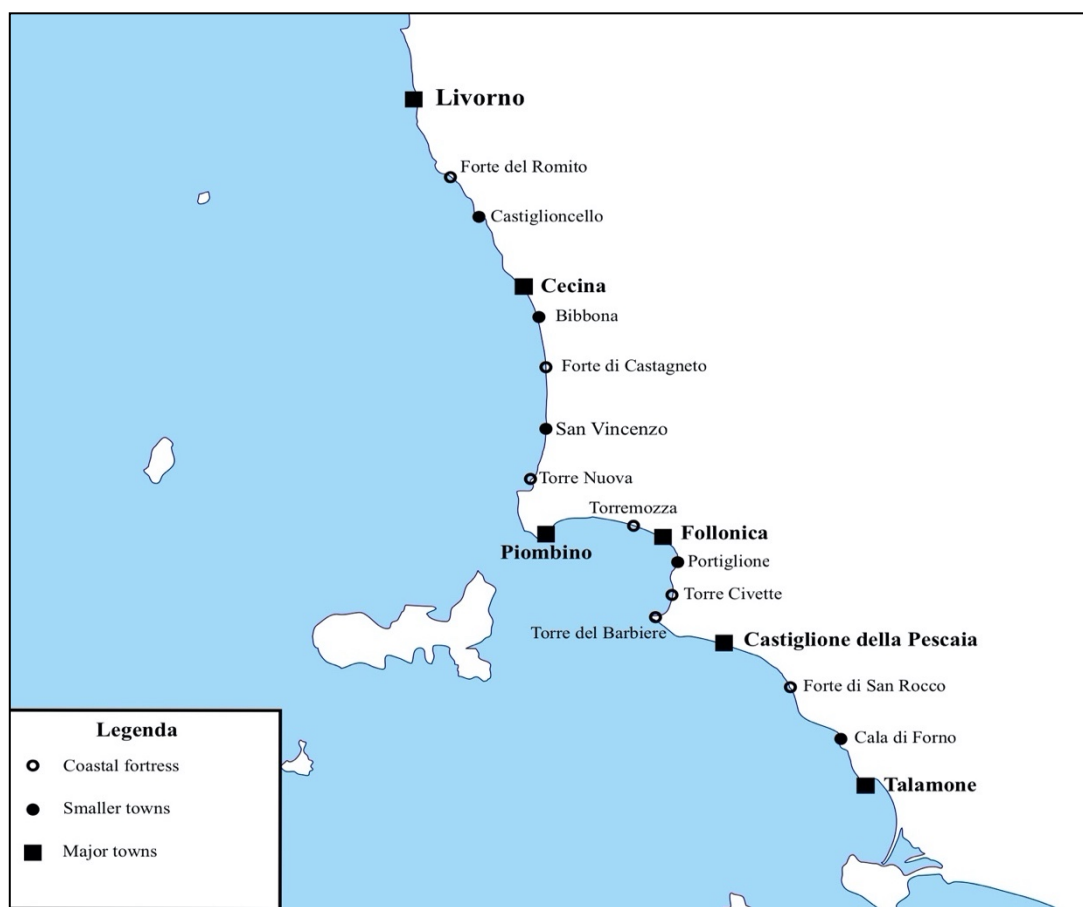 Livorno
Forte del Romito
Castiglioncello
Cecina
Bibbona
Forte di Castagneto
San Vincenzo
Torre Nuova
Torremozza
Follonica
Piombino
Portiglione
Torre Civette
Torre del Barbiere
Castiglione della Pescaia
Forte di San Rocco
Cala di Forno
Talamone
Legenda
Coastal fortress
Smaller towns
Major towns